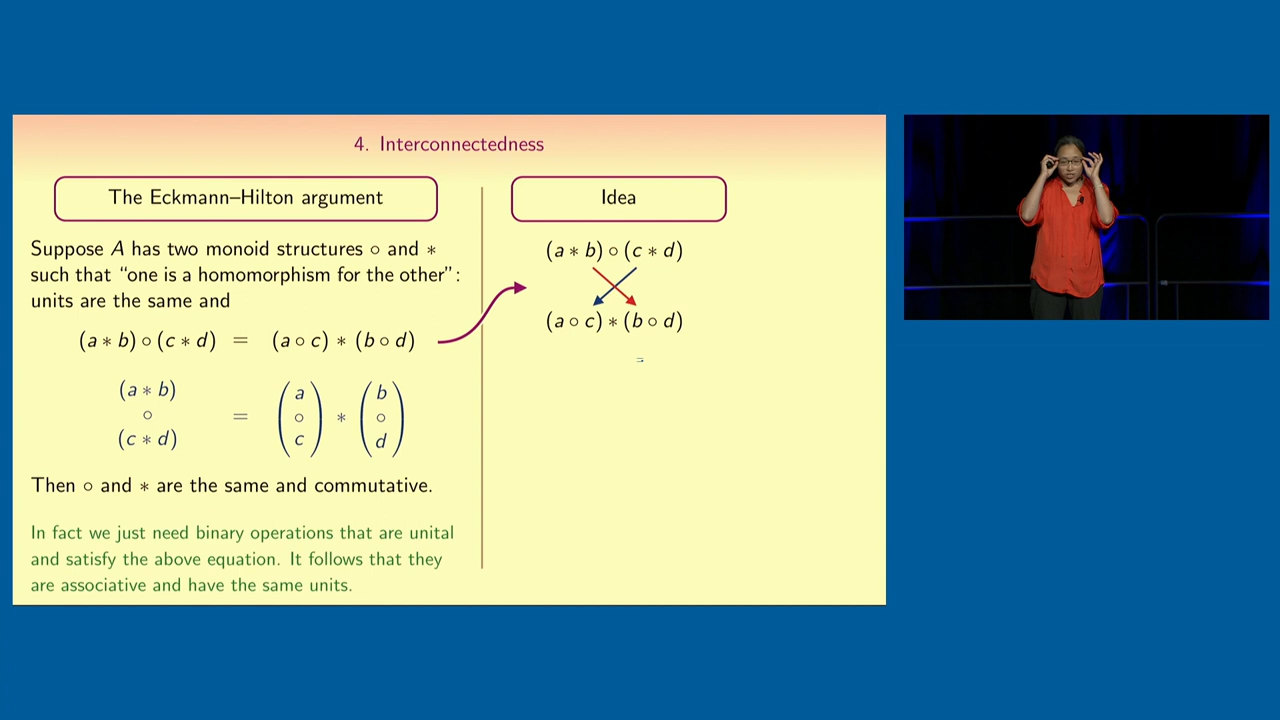 4. Interconnectedness
The Eckmann–Hilton argument
Suppose A has two monoid structures ∘ and ∗
such that “one is a homomorphism for the other”:
units are the same and
(a ∗ b) ∘ (c ∗ d) = (a ∘ c) ∗ (b ∘ d)
(a ∗ b)
∘
(c ∗ d)
=
a
∘
c
∗
b
∘
d
Then ∘ and ∗ are the same and commutative.
In fact we just need binary operations that are unital
and satisfy the above equation. It follows that they
are associative and have the same units.
Idea
(a ∗ b) ∘ (c ∗ d)
(a ∘ c) ∗ (b ∘ d)